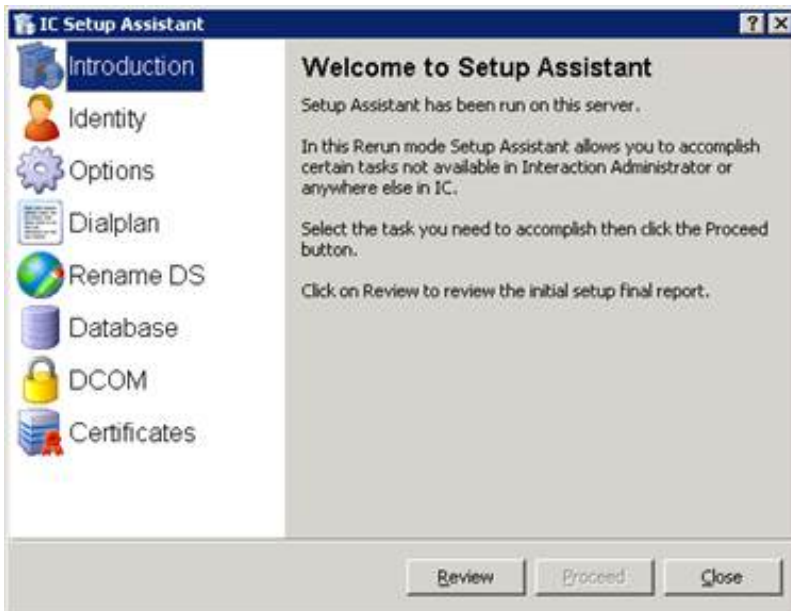 IC Setup Assistant
Introduction
Identity
Options
Dialplan
Rename DS
Database
DCOM
Certificates
Welcome to Setup Assistant
Setup Assistant has been run on this server.
In this Rerun mode Setup Assistant allows you to accomplish
certain tasks not available in Interaction Administrator or
anywhere else in IC.
Select the task you need to accomplish then click the Proceed
button.
Click on Review to review the initial setup final report.
Review
Proceed
Close